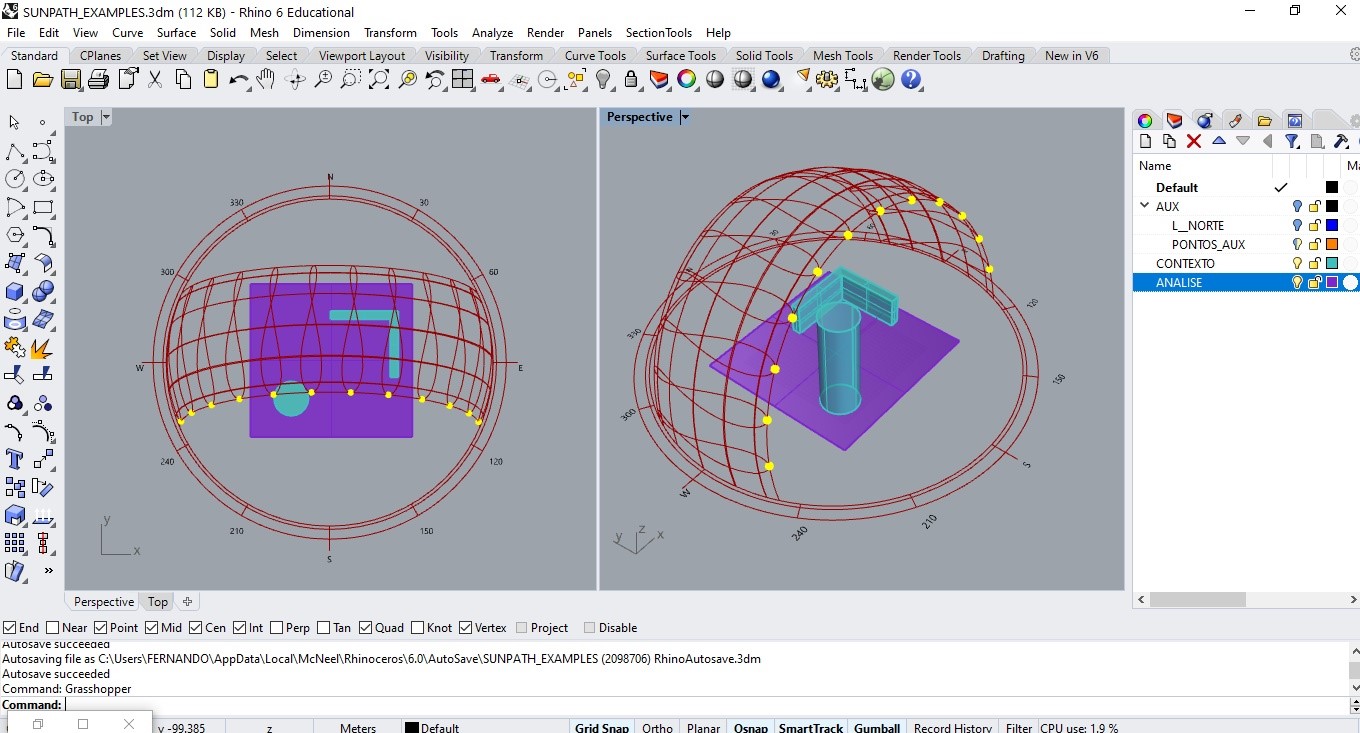 SUNPATH_EXAMPLES.3dm (112 KB) - Rhino 6 Educational
File Edit View Curve Surface Solid Mesh Dimension Transform Tools Analyze Render Panels SectionTools Help
Standard CPlanes Set View Display Select Viewport Layout Visibility Transform Curve Tools Surface Tools Solid Tools Mesh Tools Render Tools Drafting New in V6
Top
N
330
30
300
60
W
E
240
120
210
150
S
y
x
Perspective
30
60
N
330
300
W
240
210
S
150
120
y
z
x
Name
Ma
Default
AUX
L__NORTE
PONTOS_AUX
CONTEXTO
ANALISE
Perspective Top
End Near Point Mid Cen Int Perp Tan Quad Knot Vertex Project Disable
Autosave succeeded
Autosaving file as C:\Users\FERNANDO\AppData\Local\McNeel\Rhinoceros\6.0\AutoSave\SUNPATH_EXAMPLES (2098706) RhinoAutosave.3dm
Autosave succeeded
Command: Grasshopper
Command:
y -99.385 z Meters Default Grid Snap Ortho Planar Osnap SmartTrack Gumball Record History Filter CPU use: 1.9 %